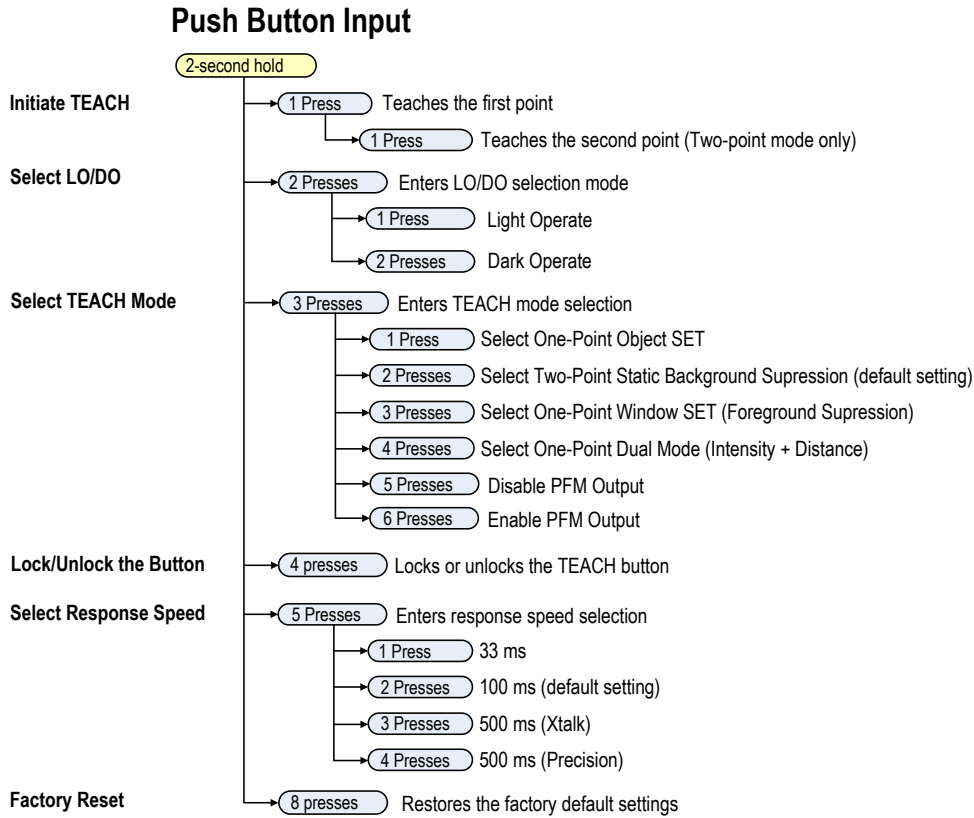 Push Button Input
2-second hold
Initiate TEACH
1 Press Teaches the first point
1 Press Teaches the second point (Two-point mode only)
Select LO/DO
2 Presses Enters LO/DO selection mode
1 Press Light Operate
2 Presses Dark Operate
Select TEACH Mode
3 Presses Enters TEACH mode selection
1 Press Select One-Point Object SET
2 Presses Select Two-Point Static Background Supression (default setting)
3 Presses Select One-Point Window SET (Foreground Supression)
4 Presses Select One-Point Dual Mode (Intensity + Distance)
5 Presses Disable PFM Output
6 Presses Enable PFM Output
Lock/Unlock the Button
4 presses Locks or unlocks the TEACH button
Select Response Speed
5 Presses Enters response speed selection
1 Press 33 ms
2 Presses 100 ms (default setting)
3 Presses 500 ms (Xtalk)
4 Presses 500 ms (Precision)
Factory Reset
8 presses Restores the factory default settings